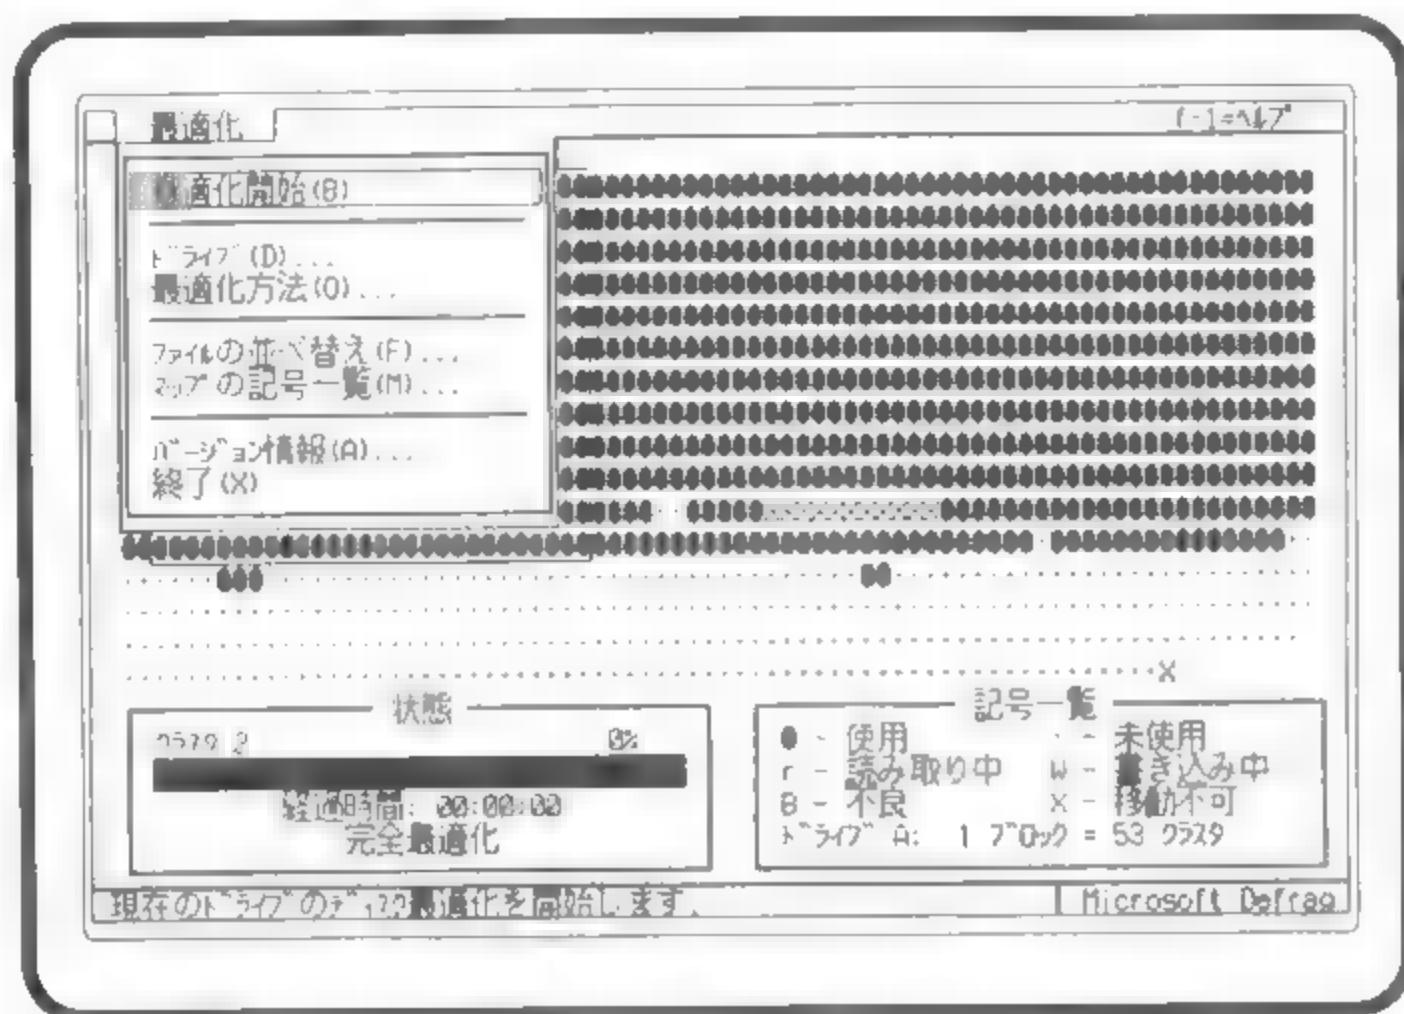 最適化
f･1=ﾍﾙﾌﾟ
最適化開始(B)
ﾄﾞﾗｲﾌﾞ(D)...
最適化方法(O)...
ﾌｧｲﾙの並べ替え(F)...
ﾏｯﾌﾟの記号一覧(M)...
ﾊﾞｰｼﾞｮﾝ情報(A)...
終了(X)
X
状態
ｸﾗｽﾀ 2 0%
経過時間: 00:00:00
完全最適化
記号一覧
- 使用 - 未使用
r - 読み取り中 W - 書き込み中
B - 不良 X - 移動不可
ﾄﾞﾗｲﾌﾞ A: 1 ﾌﾞﾛｯｸ = 53 ｸﾗｽﾀ
現在のﾄﾞﾗｲﾌﾞのﾃﾞｨｽｸ最適化を開始します. Microsoft Defrag